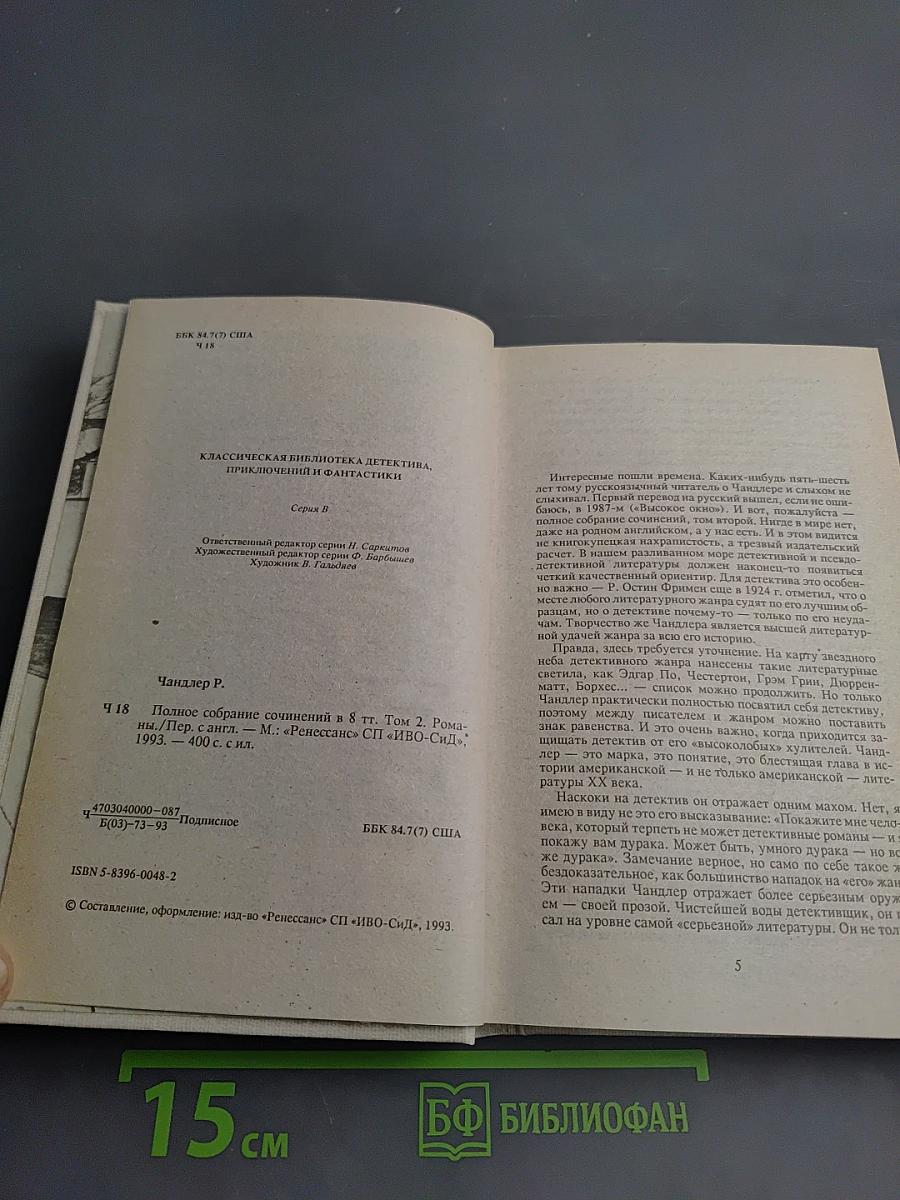 ББК 84.7(7) США
Ч 18
КЛАССИЧЕСКАЯ БИБЛИОТЕКА ДЕТЕКТИВА,
ПРИКЛЮЧЕНИЙ И ФАНТАСТИКИ
Серия В
Ответственный редактор серии Н. Саркитов
Художественный редактор серии Ф. Барбышев
Художник В. Гальдяев
Чандлер Р.
Ч 18 Полное собрание сочинений в 8 тт. Том 2. Рома-
ны./Пер. с англ. — М.: «Ренессанс» СП «ИВО-СиД»,
1993. — 400 с. с ил.
Ч 4703040000–087 Подписное
Б(03)–73–93
ББК 84.7(7) США
ISBN 5-8396-0048-2
© Составление, оформление: изд-во «Ренессанс» СП «ИВО-СиД», 1993.
Интересные пошли времена. Каких-нибудь пять-шесть
лет тому русскоязычный читатель о Чандлере и слыхом не
слыхивал. Первый перевод на русский вышел, если не оши-
баюсь, в 1987-м («Высокое окно»). И вот, пожалуйста —
полное собрание сочинений, том второй. Нигде в мире нет,
даже на родном английском, а у нас есть. И в этом видится
не книгокупецкая нахрапистость, а трезвый издательский
расчет. В нашем разливанном море детективной и псевдо-
детективной литературы должен наконец-то появиться
четкий качественный ориентир. Для детектива это особен-
но важно — Р. Остин Фримен еще в 1924 г. отметил, что о
месте любого литературного жанра судят по его лучшим об-
разцам, но о детективе почему-то — только по его неуда-
чам. Творчество же Чандлера является высшей литератур-
ной удачей жанра за всю его историю.
Правда, здесь требуется уточнение. На карту звездного
неба детективного жанра нанесены такие литературные
светила, как Эдгар По, Честертон, Грэм Грин, Дюррен-
матт, Борхес... — список можно продолжить. Но только
Чандлер практически полностью посвятил себя детективу,
поэтому между писателем и жанром можно поставить
знак равенства. И это очень важно, когда приходится за-
щищать детектив от его «высоколобых» хулителей. Чанд-
лер — это марка, это понятие, это блестящая глава в ис-
тории американской — и не только американской — лите-
ратуры XX века.
Наскоки на детектив он отражает одним махом. Нет, я
имею в виду не это его высказывание: «Покажите мне чело-
века, который терпеть не может детективные романы — и я
покажу вам дурака. Может быть, умного дурака — но вс
же дурака». Замечание верное, но само по себе такое ж
бездоказательное, как большинство нападок на «его» жан
Эти нападки Чандлер отражает более серьезным оруж
ем — своей прозой. Чистейшей воды детективщик, он п
сал на уровне самой «серьезной» литературы. Он не тол
5
15 см
БФ БИБЛИОФАН